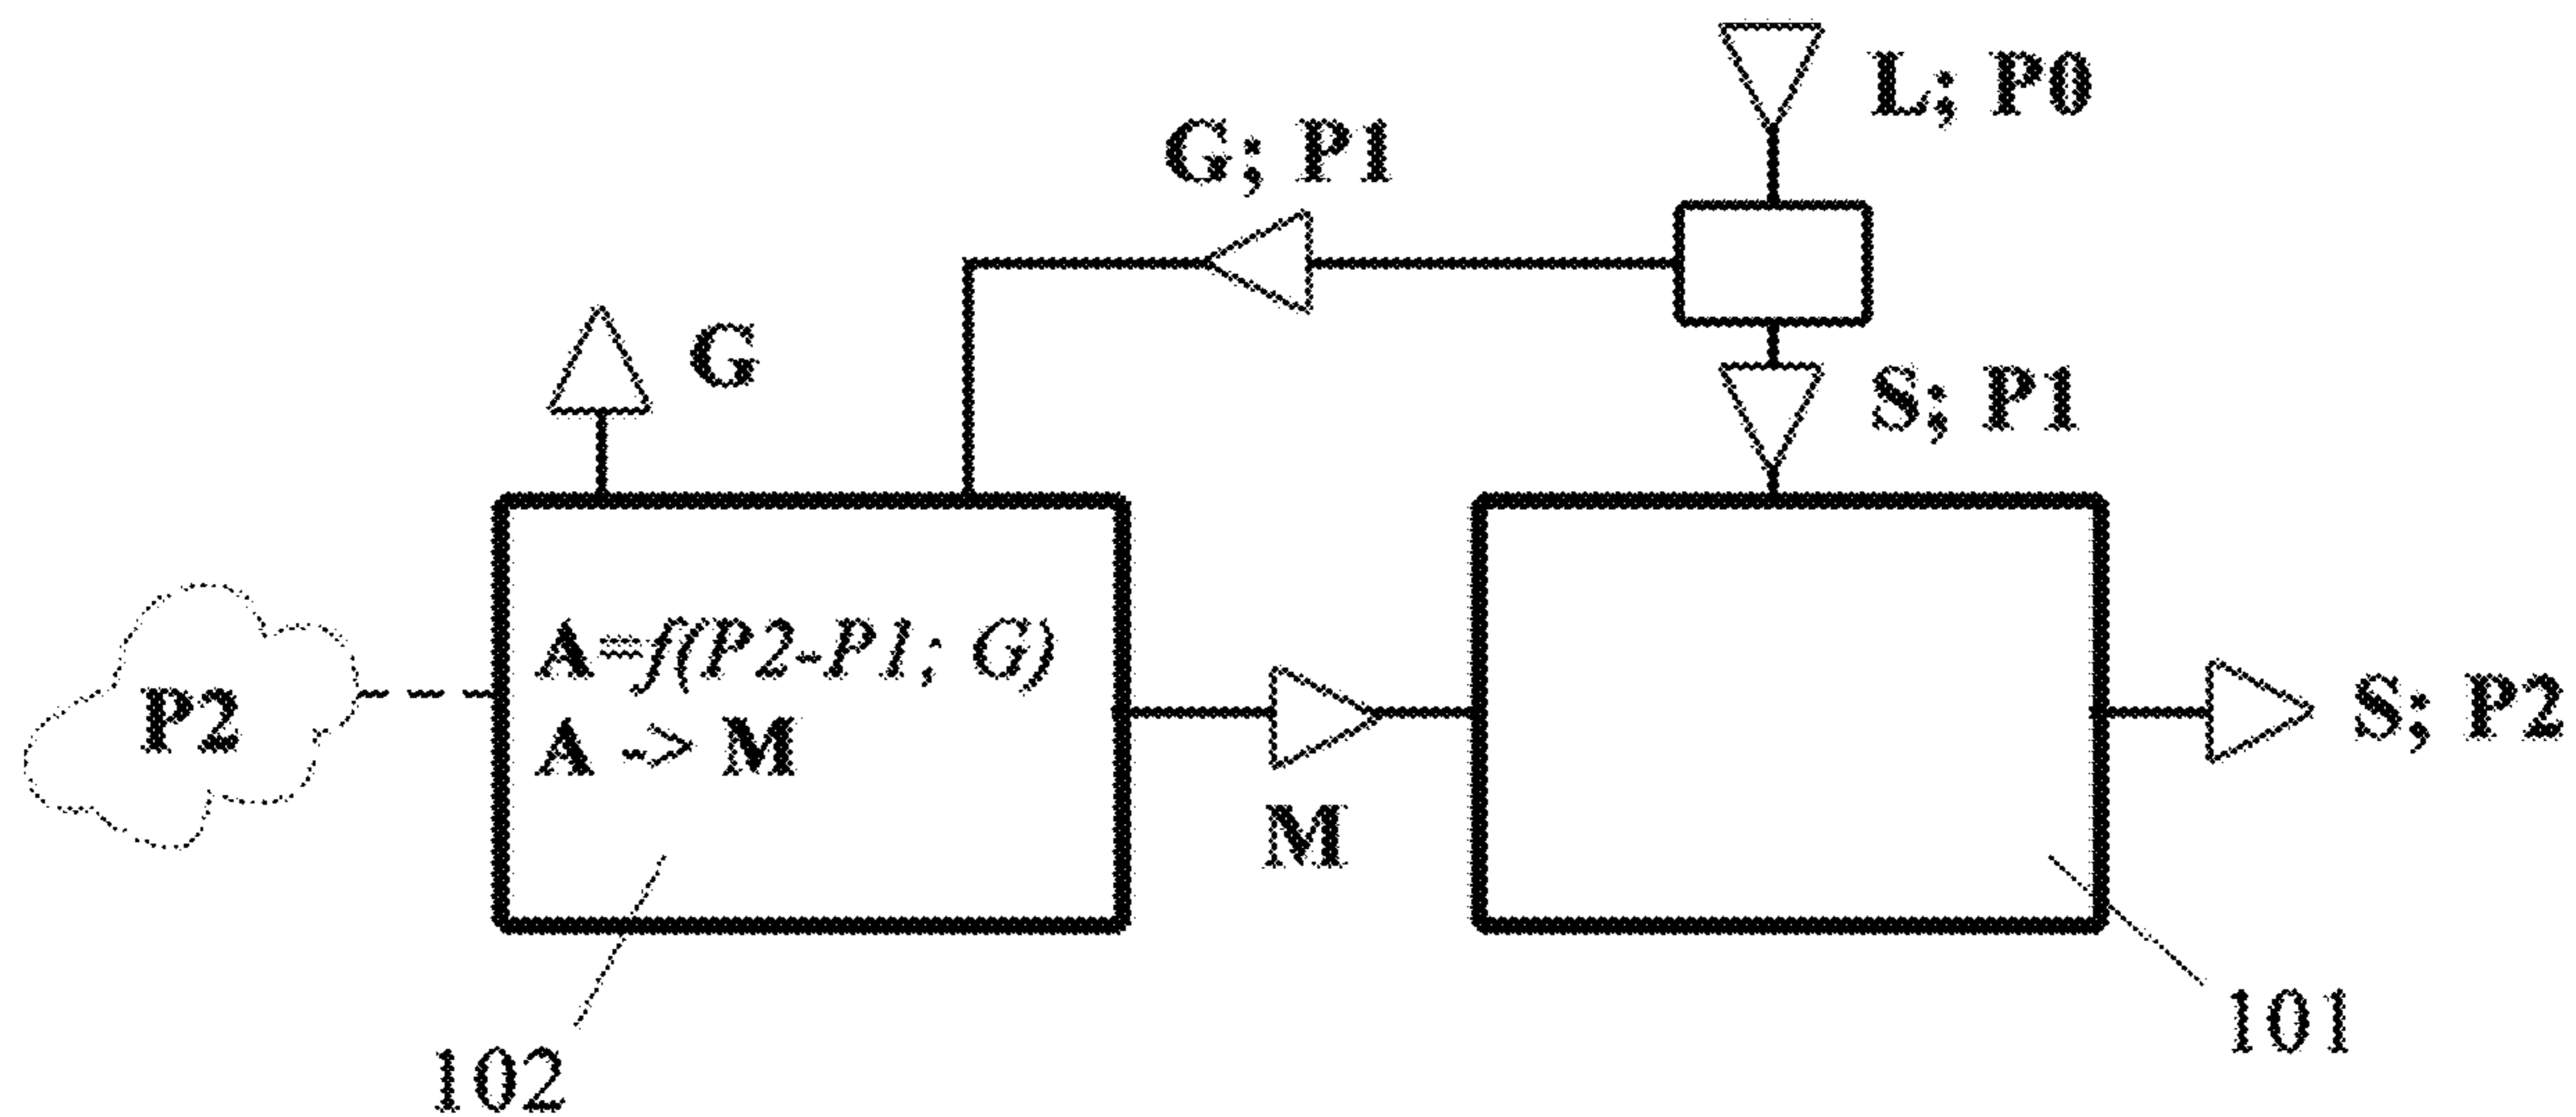 L; P0
G; P1
G
S; P1
A=f(P2-P1; G)
A -> M
P2
M
S; P2
102
101